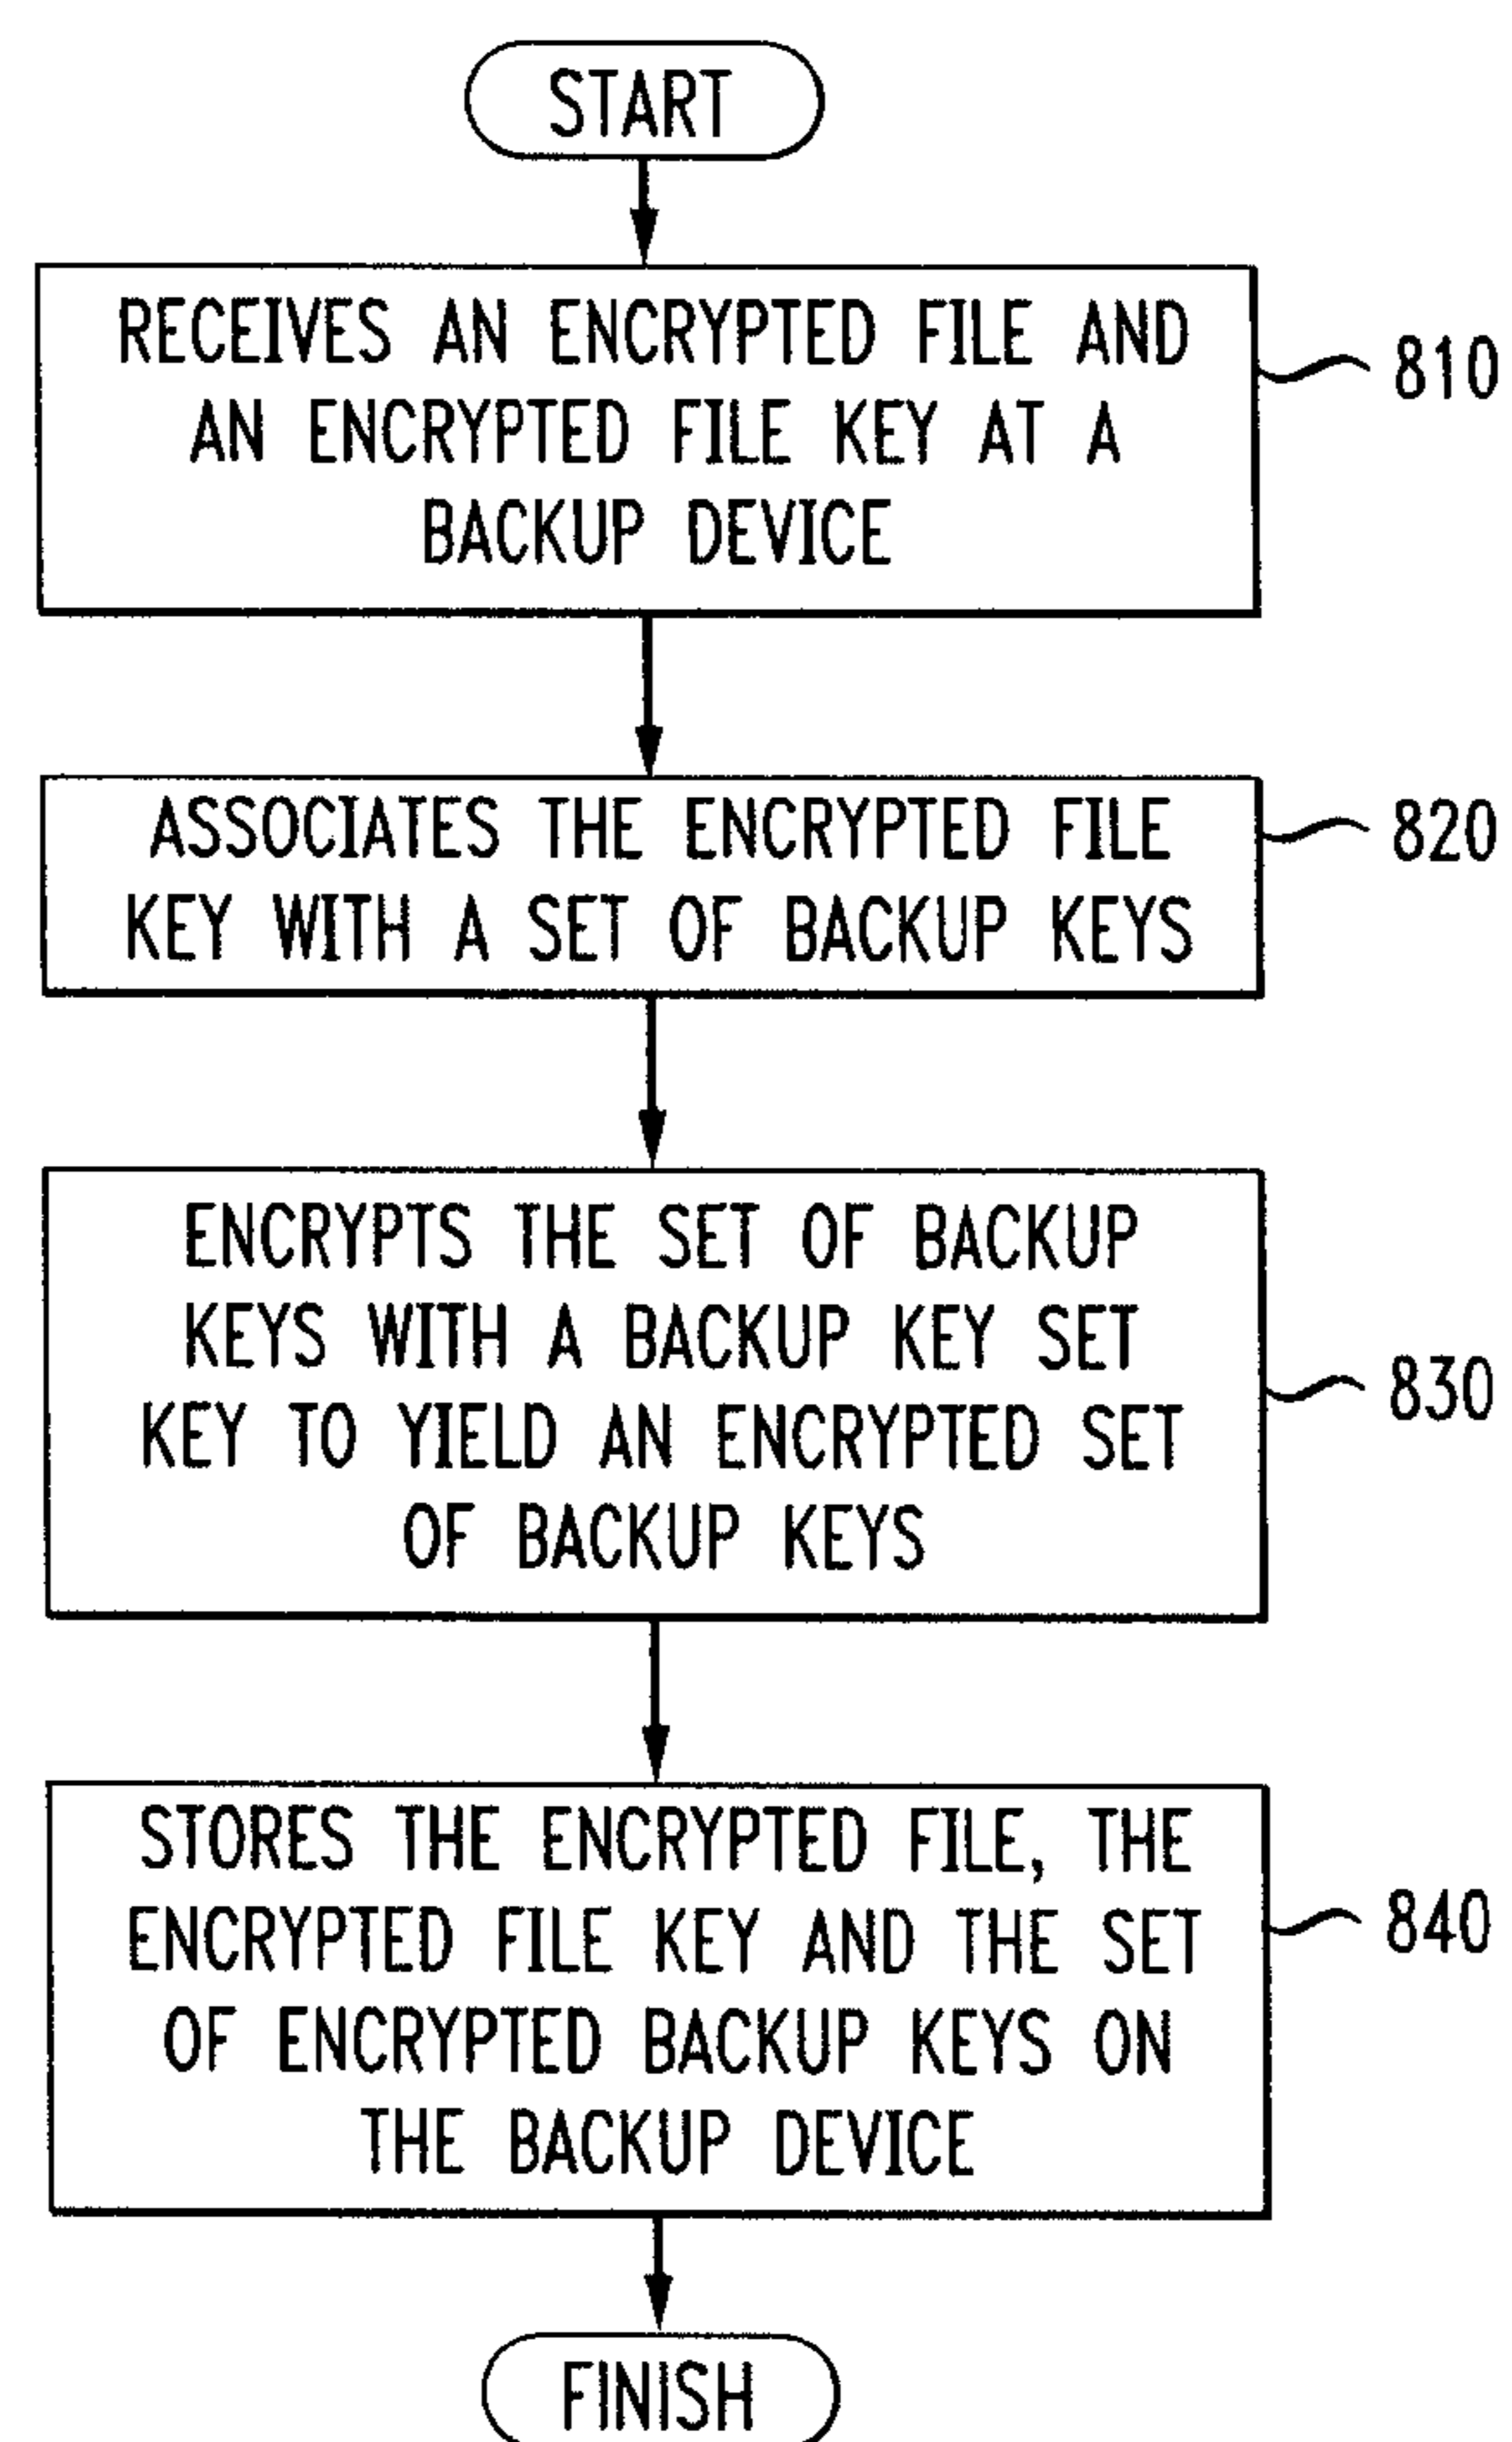 START
RECEIVES AN ENCRYPTED FILE AND
AN ENCRYPTED FILE KEY AT A
BACKUP DEVICE
810
ASSOCIATES THE ENCRYPTED FILE
KEY WITH A SET OF BACKUP KEYS
820
ENCRYPTS THE SET OF BACKUP
KEYS WITH A BACKUP KEY SET
KEY TO YIELD AN ENCRYPTED SET
OF BACKUP KEYS
830
STORES THE ENCRYPTED FILE, THE
ENCRYPTED FILE KEY AND THE SET
OF ENCRYPTED BACKUP KEYS ON
THE BACKUP DEVICE
840
FINISH